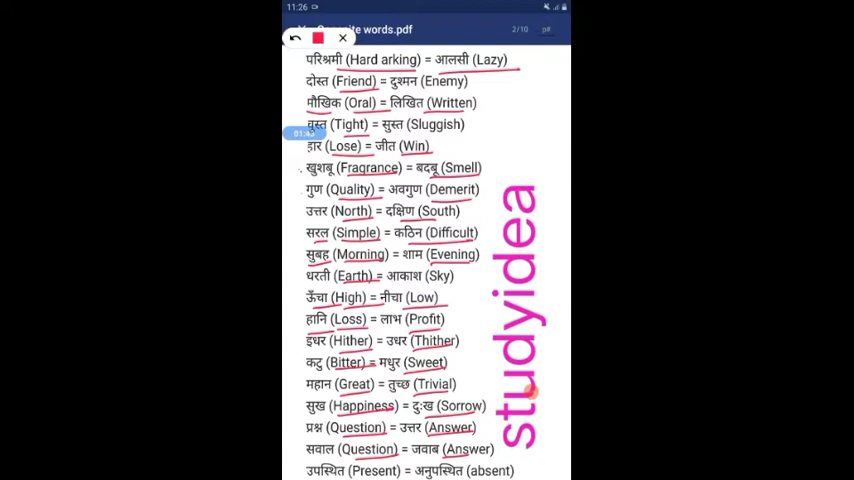 11:26
site words.pdf
2/10
परिश्रमी (Hard arking) = आलसी (Lazy)
दोस्त (Friend) = दुश्मन (Enemy)
मौखिक (Oral) = लिखित (Written)
चुस्त (Tight) = सुस्त (Sluggish)
01:43
हार (Lose) = जीत (Win)
खुशबू (Fragrance) = बदबू (Smell)
गुण (Quality) = अवगुण (Demerit)
उत्तर (North) = दक्षिण (South)
सरल (Simple) = कठिन (Difficult)
सुबह (Morning) = शाम (Evening)
धरती (Earth) = आकाश (Sky)
ऊँचा (High) = नीचा (Low)
हानि (Loss) = लाभ (Profit)
इधर (Hither) = उधर (Thither)
कटु (Bitter) = मधुर (Sweet)
महान (Great) = तुच्छ (Trivial)
सुख (Happiness) = दुःख (Sorrow)
प्रश्न (Question) = उत्तर (Answer)
सवाल (Question) = जवाब (Answer)
उपस्थित (Present) = अनुपस्थित (absent)
studyidea